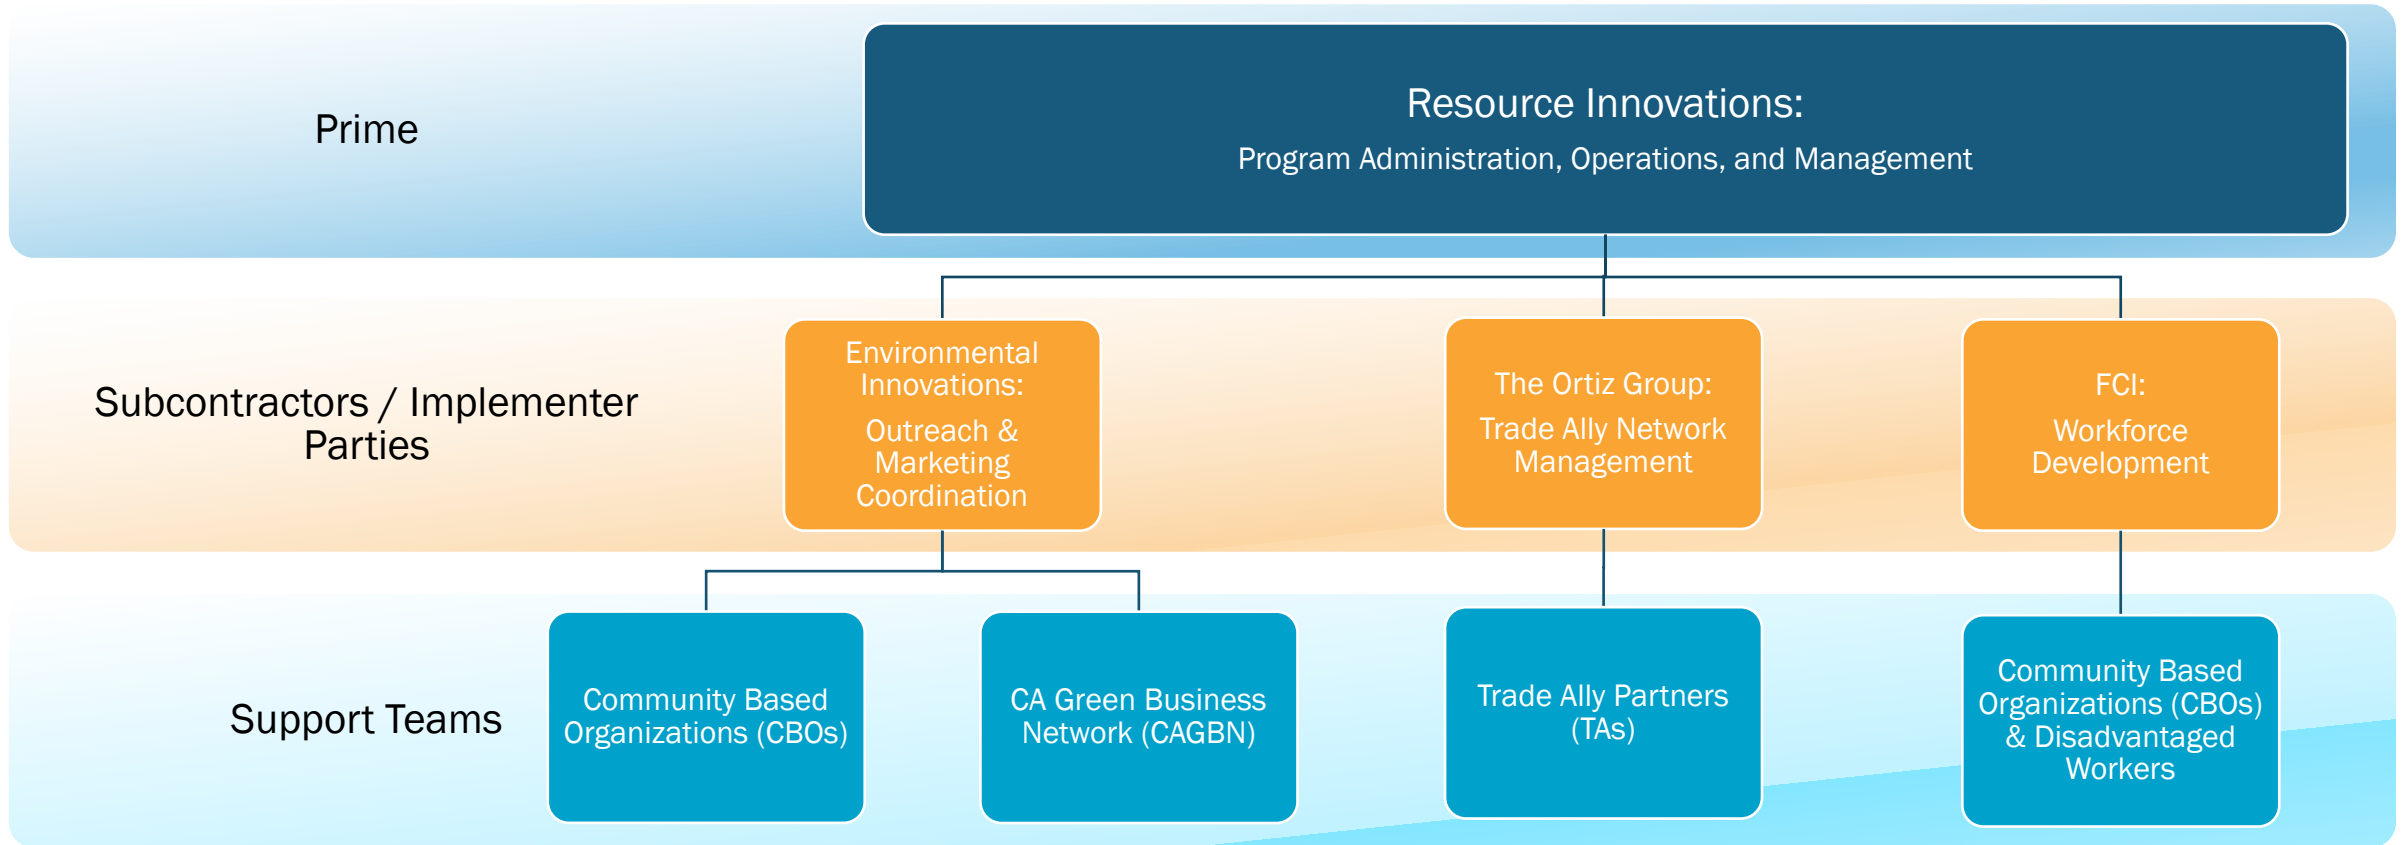 Prime
Resource Innovations:
Program Administration, Operations, and Management
Subcontractors / Implementer
Parties
Environmental
Innovations:
Outreach &
Marketing
Coordination
The Ortiz Group:
Trade Ally Network
Management
FCI:
Workforce
Development
Support Teams
Community Based
Organizations (CBOs)
CA Green Business
Network (CAGBN)
Trade Ally Partners
(TAs)
Community Based
Organizations (CBOs)
& Disadvantaged
Workers